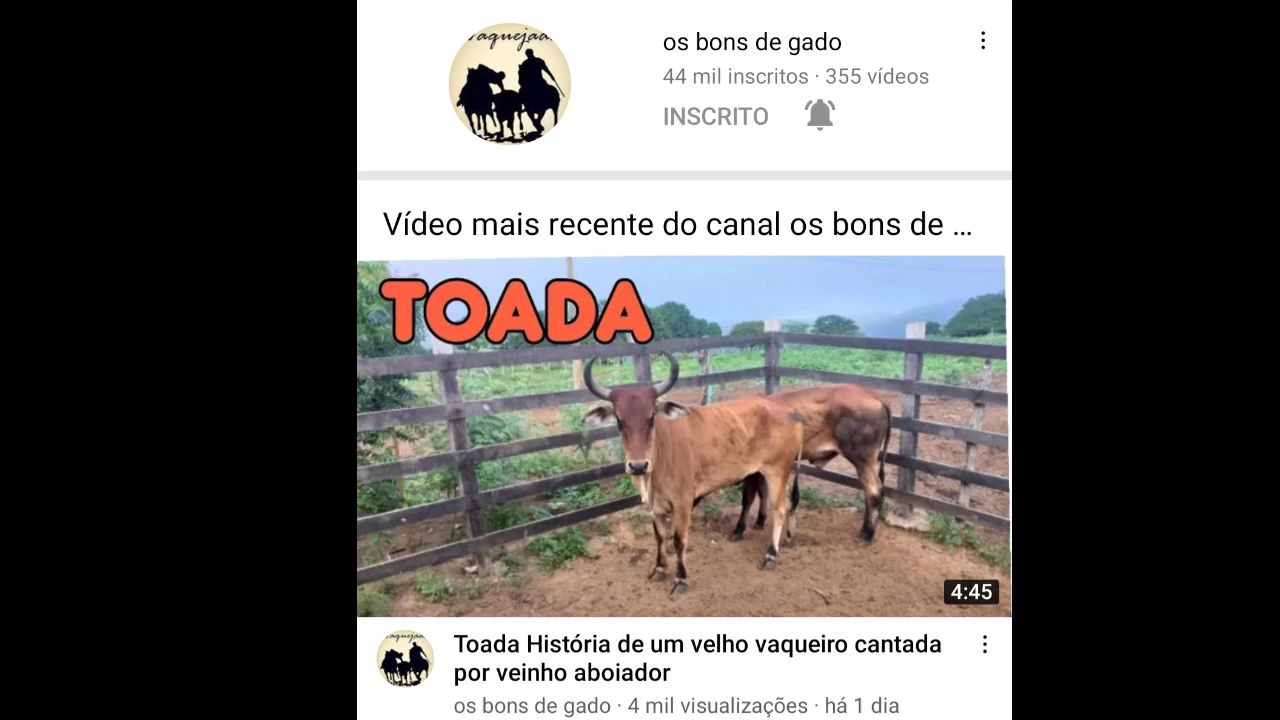 vaquejada
os bons de gado
44 mil inscritos · 355 vídeos
INSCRITO
Vídeo mais recente do canal os bons de ...
TOADA
4:45
Toada História de um velho vaqueiro cantada
por veinho aboiador
os bons de gado · 4 mil visualizações · há 1 dia